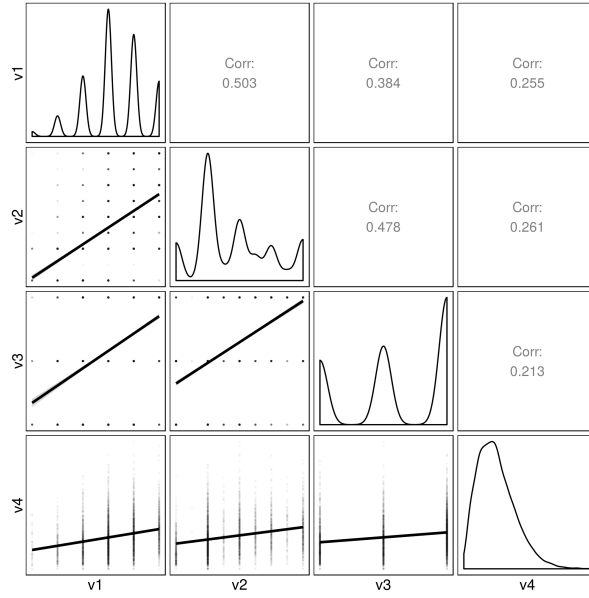 v1
Corr:
0.503
Corr:
0.384
Corr:
0.255
v2
Corr:
0.478
Corr:
0.261
v3
Corr:
0.213
v4
v1
v2
v3
v4